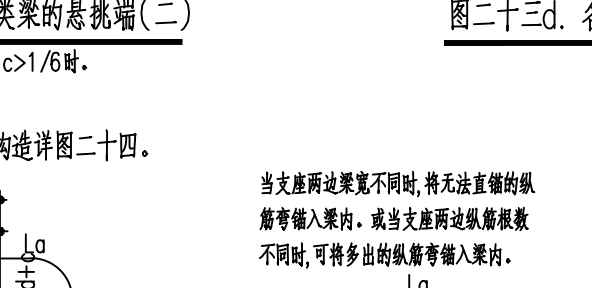 类梁的悬挑端(二)
图二十三d.
c>1/6时.
构造详图二十四。
当支座两边梁宽不同时,将无法直锚的纵
筋弯锚入梁内. 或当支座两边纵筋根数
不同时,可将多出的纵筋弯锚入梁内.
La
La